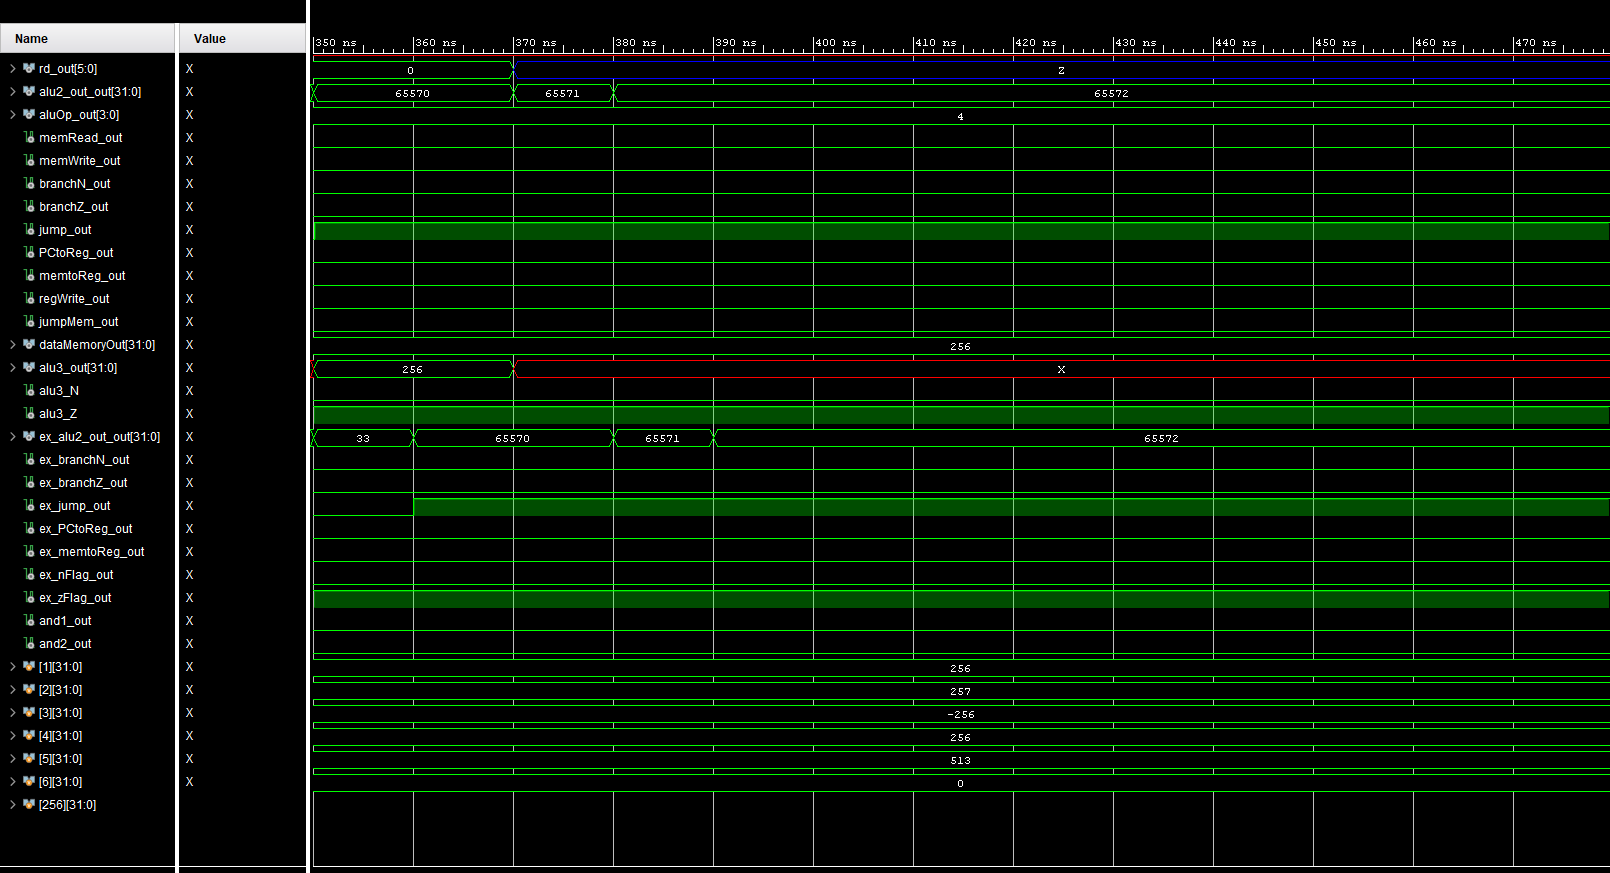 Name Value
350 ns 360 ns 370 ns 380 ns 390 ns 400 ns 410 ns 420 ns 430 ns 440 ns 450 ns 460 ns 470 ns
rd_out[5:0] X 0 Z
alu2_out_out[31:0] X 65570 65571 65572
aluOp_out[3:0] X 4
memRead_out X
memWrite_out X
branchN_out X
branchZ_out X
jump_out X
PCtoReg_out X
memtoReg_out X
regWrite_out X
jumpMem_out X
dataMemoryOut[31:0] X 256
alu3_out[31:0] X 256 X
alu3_N X
alu3_Z X
ex_alu2_out_out[31:0] X 33 65570 65571 65572
ex_branchN_out X
ex_branchZ_out X
ex_jump_out X
ex_PCtoReg_out X
ex_memtoReg_out X
ex_nFlag_out X
ex_zFlag_out X
and1_out X
and2_out X
[1][31:0] X 256
[2][31:0] X 257
[3][31:0] X -256
[4][31:0] X 256
[5][31:0] X 513
[6][31:0] X 0
[256][31:0]